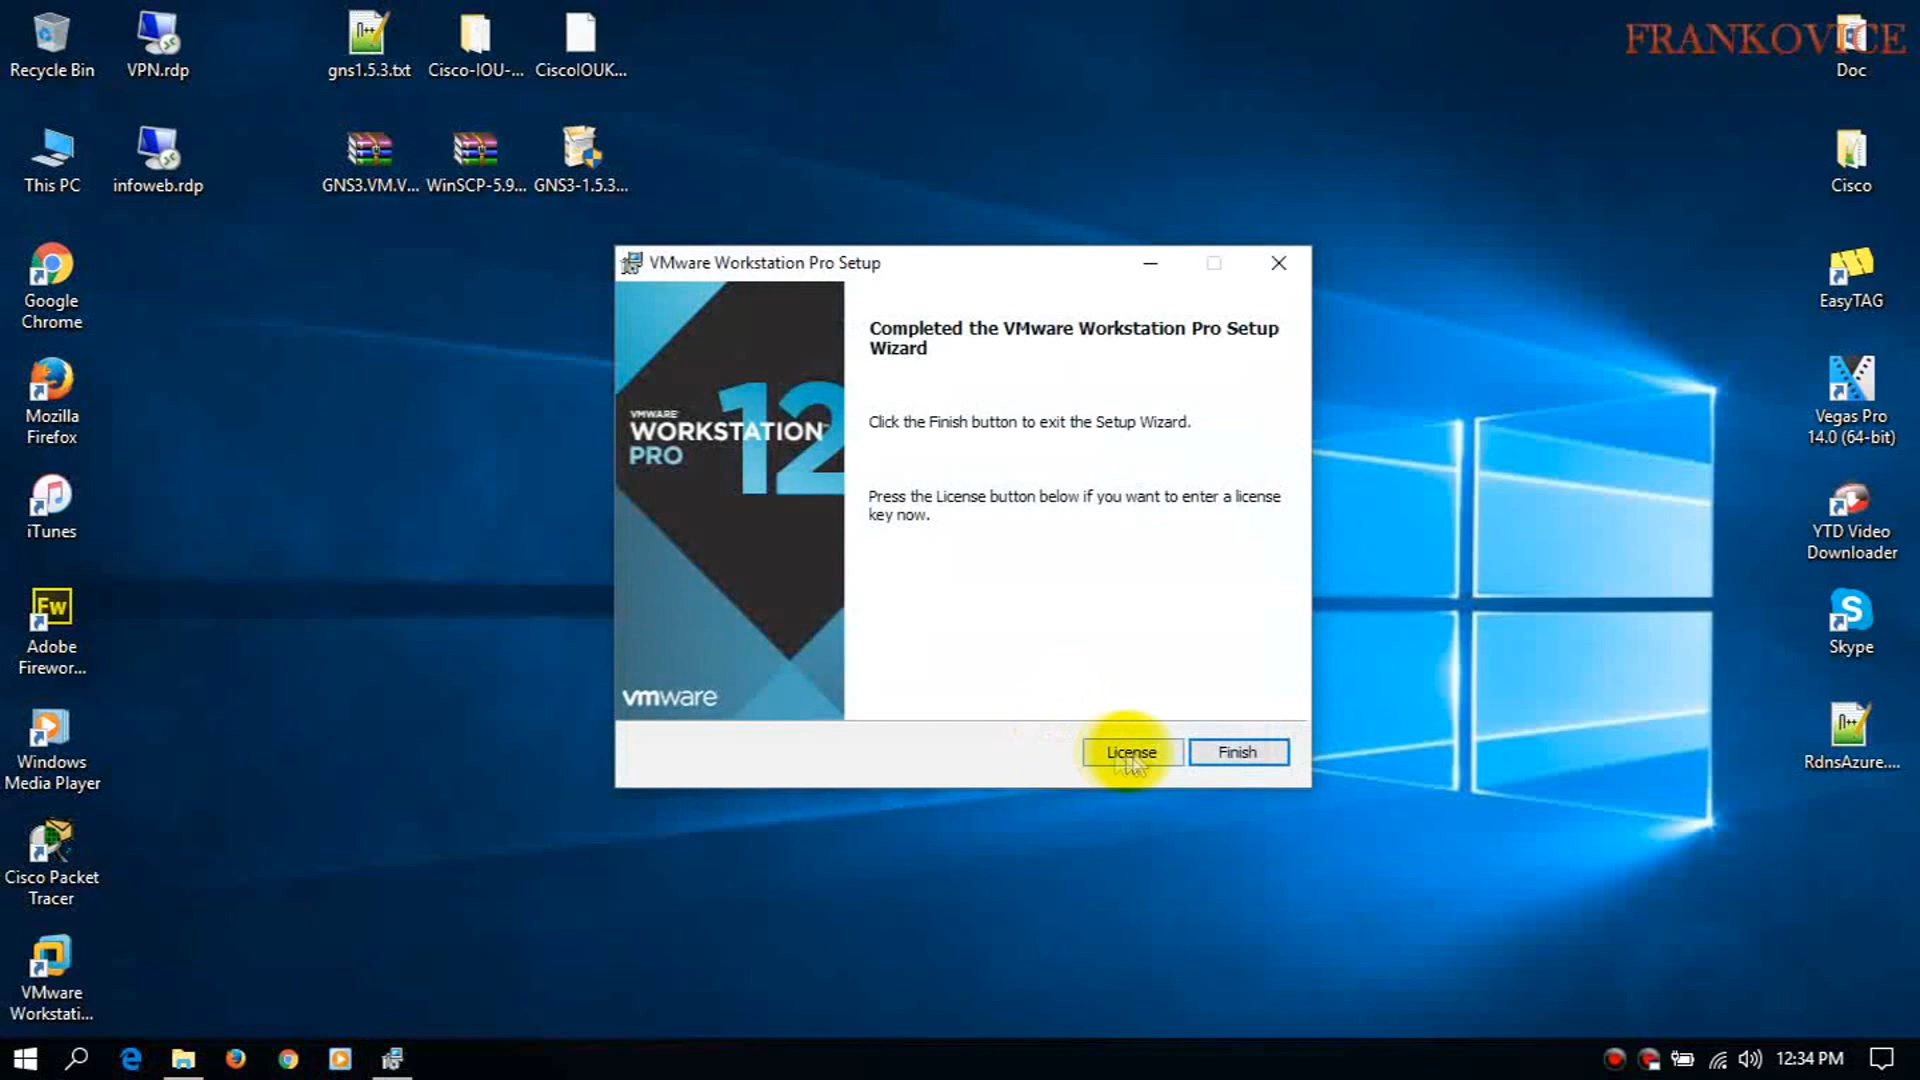 FRANKOVICE
Recycle Bin
VPN.rdp
gns1.5.3.txt
Cisco-IOU-...
CiscoIOUK...
Doc
This PC
infoweb.rdp
GNS3.VM.V...
WinSCP-5.9...
GNS3-1.5.3...
Cisco
Google
Chrome
EasyTAG
Mozilla
Firefox
Vegas Pro
14.0 (64-bit)
iTunes
YTD Video
Downloader
Fw
Adobe
Firewor...
Skype
Windows
Media Player
RdnsAzure....
Cisco Packet
Tracer
VMware
Workstati...
VMware Workstation Pro Setup
VMWARE
WORKSTATION 12
PRO
vmware
Completed the VMware Workstation Pro Setup
Wizard
Click the Finish button to exit the Setup Wizard.
Press the License button below if you want to enter a license
key now.
License
Finish
12:34 PM